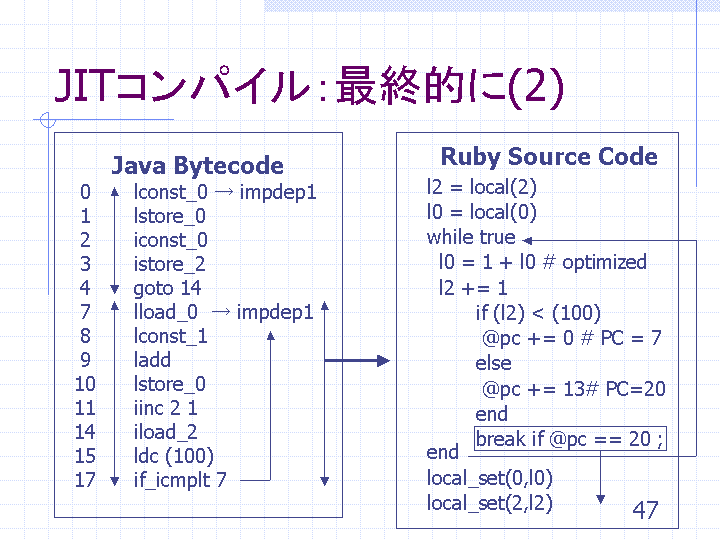 JITコンパイル：最終的に(2)
Java Bytecode
0 lconst_0 → impdep1
1 lstore_0
2 iconst_0
3 istore_2
4 goto 14
7 lload_0 → impdep1
8 lconst_1
9 ladd
10 lstore_0
11 iinc 2 1
14 iload_2
15 ldc (100)
17 if_icmplt 7
Ruby Source Code
l2 = local(2)
l0 = local(0)
while true
l0 = 1 + l0 # optimized
l2 += 1
if (l2) < (100)
@pc += 0 # PC = 7
else
@pc += 13# PC=20
end
break if @pc == 20 ;
end
local_set(0,l0)
local_set(2,l2)
47